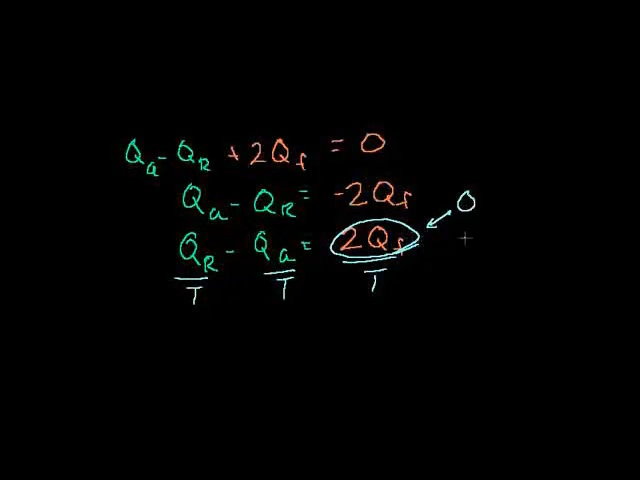 Qa - QR + 2Qf = 0
Qa - QR = -2Qf
QR - Qa = 2Qf 0
T T T